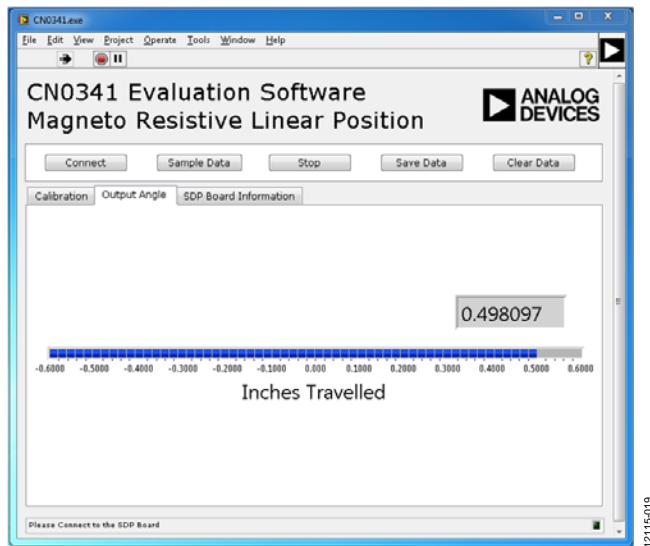 CN0341.exe
File Edit View Project Operate Tools Window Help
CN0341 Evaluation Software
Magneto Resistive Linear Position
ANALOG
DEVICES
Connect Sample Data Stop Save Data Clear Data
Calibration Output Angle SDP Board Information
0.498097
-0.6000 -0.5000 -0.4000 -0.3000 -0.2000 -0.1000 0.000 0.1000 0.2000 0.3000 0.4000 0.5000 0.6000
Inches Travelled
Please Connect to the SDP Board
12115-019